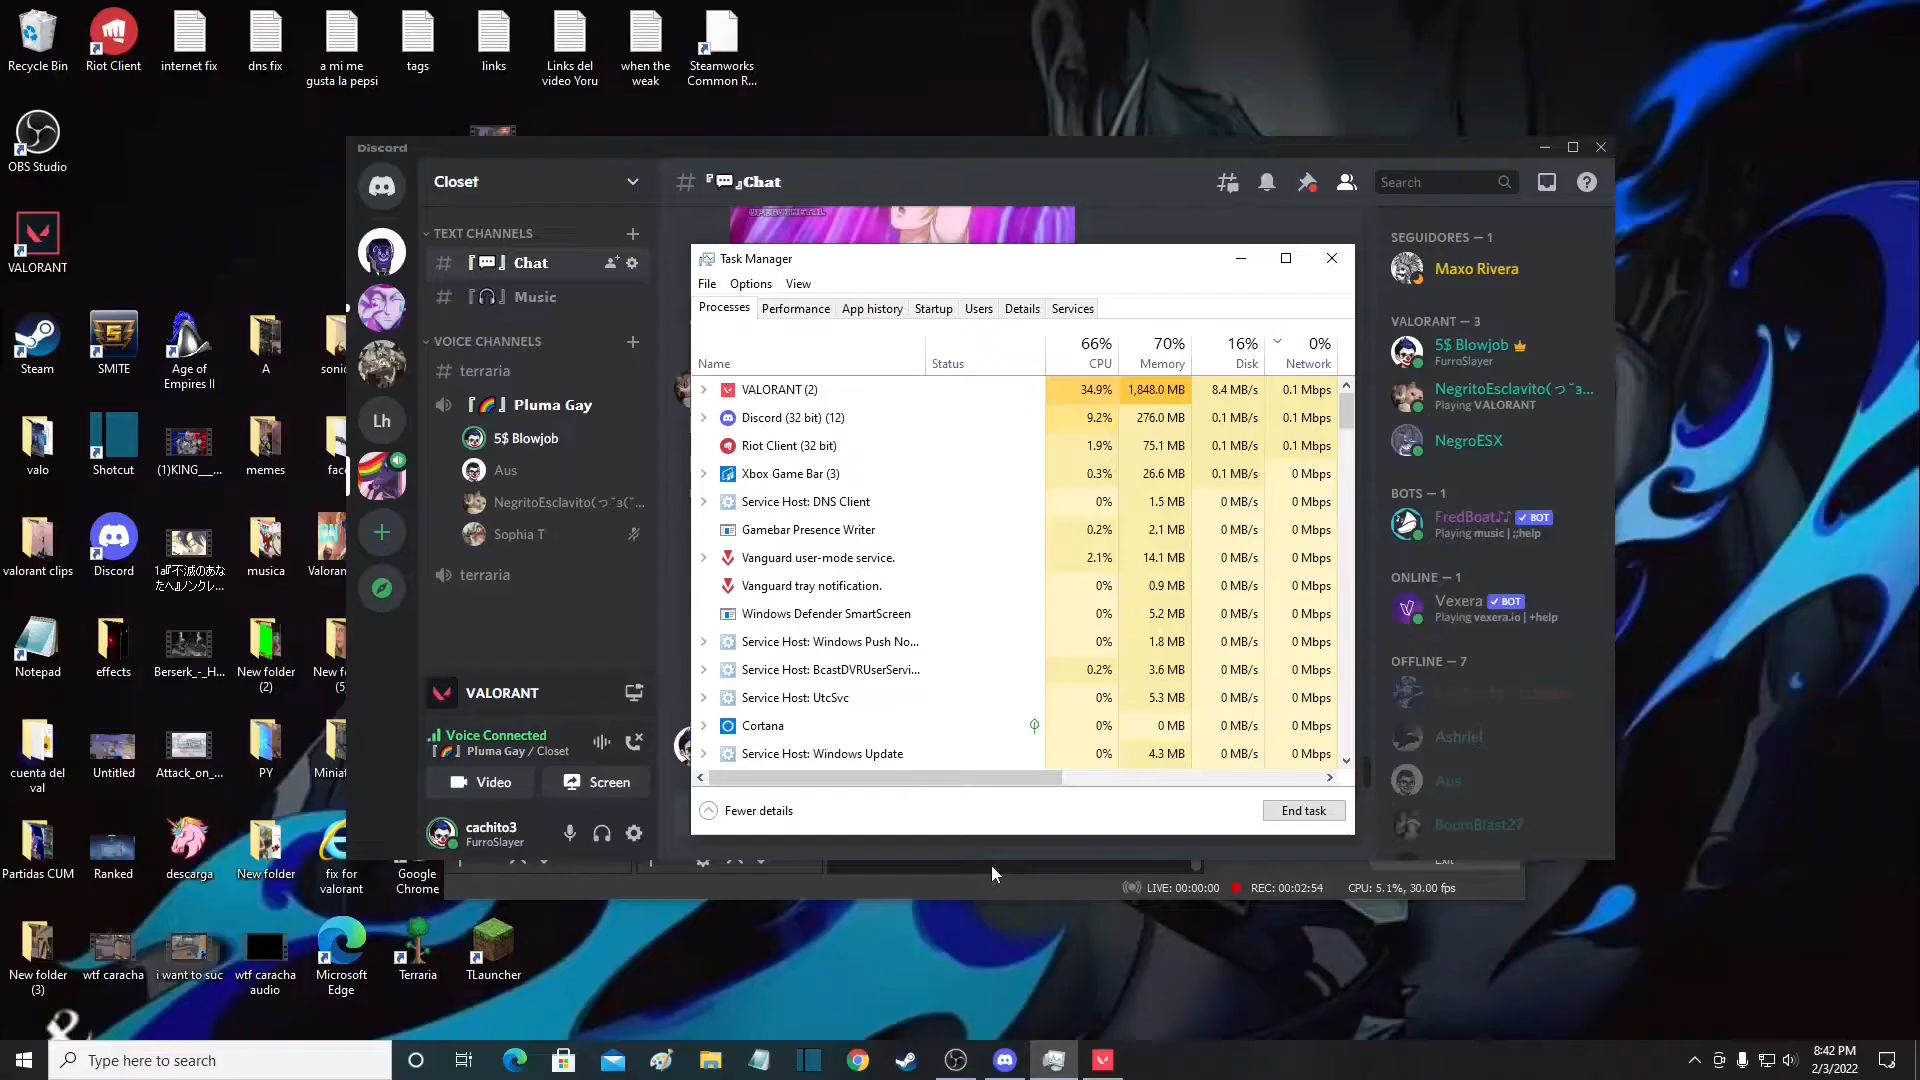 Recycle Bin
Riot Client
internet fix
dns fix
a mi me
gusta la pepsi
tags
links
Links del
video Yoru
when the
weak
Steamworks
Common R...
OBS Studio
VALORANT
Steam
SMITE
Age of
Empires II
A
valo
Shotcut
(1)KING___...
memes
valorant clips
Discord
musica
Notepad
effects
Berserk_-_H...
New folder
(2)
cuenta del
val
Untitled
Attack_on_...
PY
Partidas CUM
Ranked
descarga
New folder
fix for
valorant
Google
Chrome
New folder
(3)
wtf caracha
i want to suc
wtf caracha
audio
Microsoft
Edge
Terraria
TLauncher
Discord
Closet
TEXT CHANNELS
# 『💬』 Chat
# 『🎧』 Music
VOICE CHANNELS
# terraria
『🌈』 Pluma Gay
5$ Blowjob
Aus
NegritoEsclavito(っ˘з(˘...
Sophia T
terraria
VALORANT
Voice Connected
『🌈』 Pluma Gay / Closet
Video
Screen
cachito3
FurroSlayer
# 『💬』Chat
Search
Task Manager
File Options View
Processes Performance App history Startup Users Details Services
66% 70% 16% 0%
Name Status CPU Memory Disk Network
VALORANT (2) 34.9% 1,848.0 MB 8.4 MB/s 0.1 Mbps
Discord (32 bit) (12) 9.2% 276.0 MB 0.1 MB/s 0.1 Mbps
Riot Client (32 bit) 1.9% 75.1 MB 0.1 MB/s 0.1 Mbps
Xbox Game Bar (3) 0.3% 26.6 MB 0.1 MB/s 0 Mbps
Service Host: DNS Client 0% 1.5 MB 0 MB/s 0 Mbps
Gamebar Presence Writer 0.2% 2.1 MB 0 MB/s 0 Mbps
Vanguard user-mode service. 2.1% 14.1 MB 0 MB/s 0 Mbps
Vanguard tray notification. 0% 0.9 MB 0 MB/s 0 Mbps
Windows Defender SmartScreen 0% 5.2 MB 0 MB/s 0 Mbps
Service Host: Windows Push No... 0% 1.8 MB 0 MB/s 0 Mbps
Service Host: BcastDVRUserServi... 0.2% 3.6 MB 0 MB/s 0 Mbps
Service Host: UtcSvc 0% 5.3 MB 0 MB/s 0 Mbps
Cortana 0% 0 MB 0 MB/s 0 Mbps
Service Host: Windows Update 0% 4.3 MB 0 MB/s 0 Mbps
Fewer details
End task
SEGUIDORES — 1
Maxo Rivera
VALORANT — 3
5$ Blowjob
FurroSlayer
NegritoEsclavito(っ˘з...
Playing VALORANT
NegroESX
BOTS — 1
FredBoat♪♪ BOT
Playing music | ;;help
ONLINE — 1
Vexera BOT
Playing vexera.io | +help
OFFLINE — 7
Ashriel
Aus
BoomBlast27
Exit
LIVE: 00:00:00 REC: 00:02:54 CPU: 5.1%, 30.00 fps
Lh
Type here to search
8:42 PM
2/3/2022